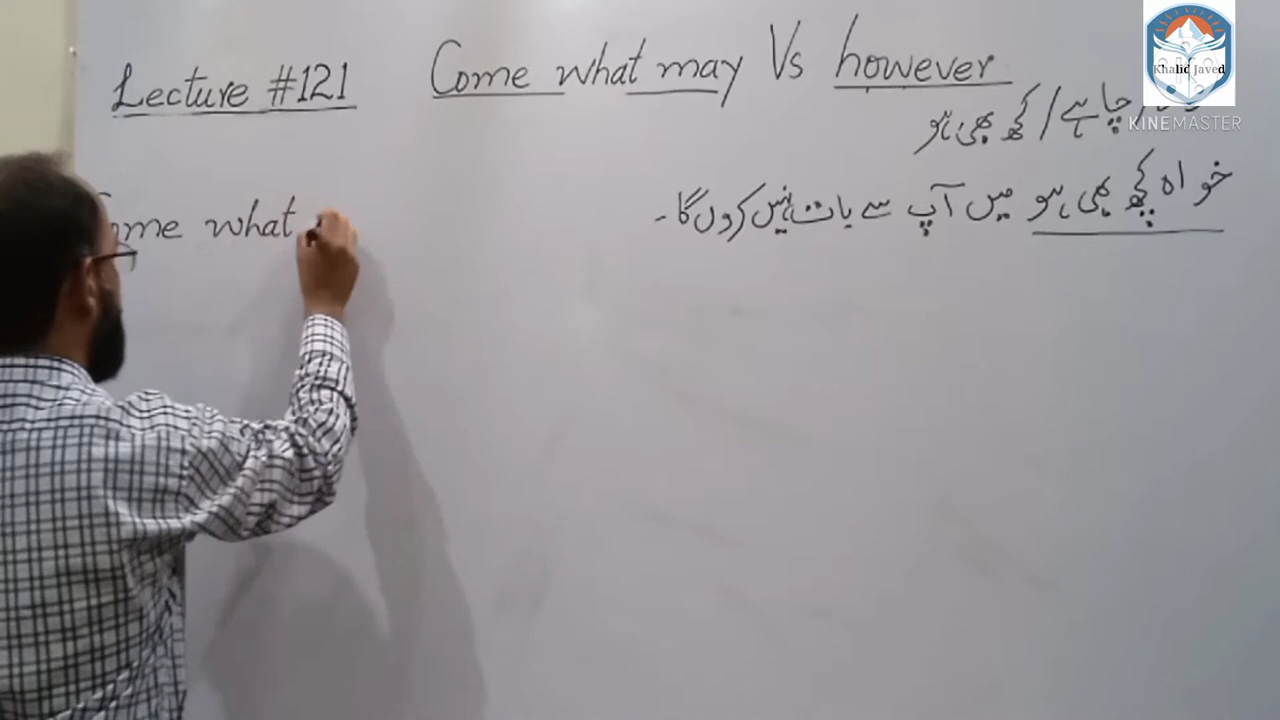 Lecture #121 Come what may Vs however
Khalid Javed
چاہے / کچھ بھی ہو
KINEMASTER
خواہ کچھ بھی ہو میں آپ سے بات نہیں کروں گا۔
Come what